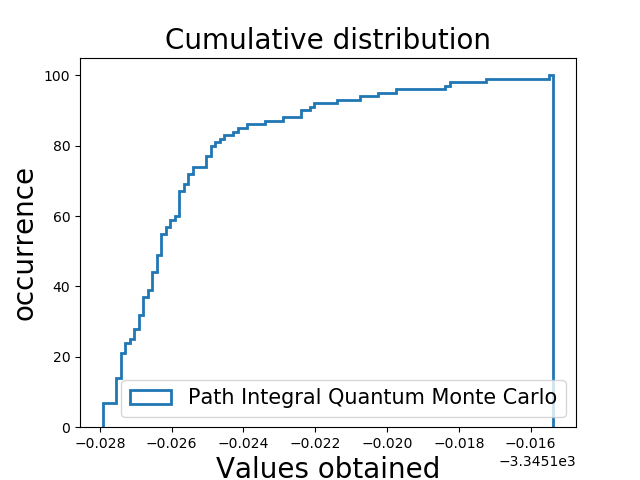 Cumulative distribution
occurrence
100
80
60
40
20
0
Path Integral Quantum Monte Carlo
−0.028 −0.026 −0.024 −0.022 −0.020 −0.018 −0.016
−3.3451e3
Values obtained